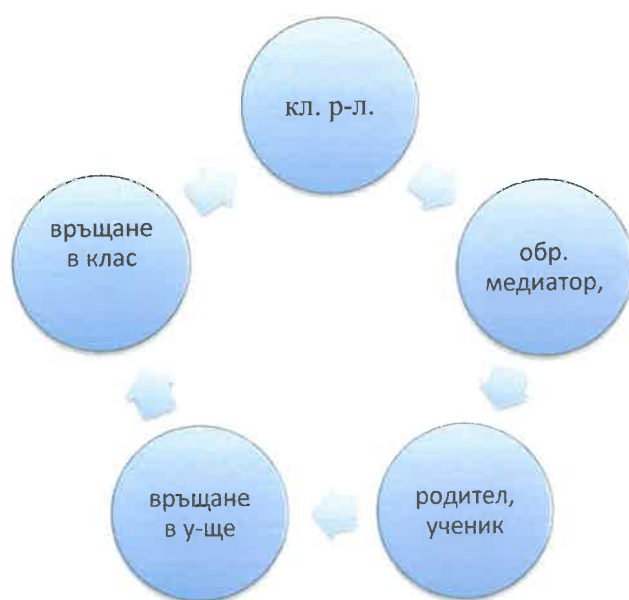 кл. р-л.
обр.
медиатор,
родител,
ученик
връщане
в у-ще
връщане
в клас